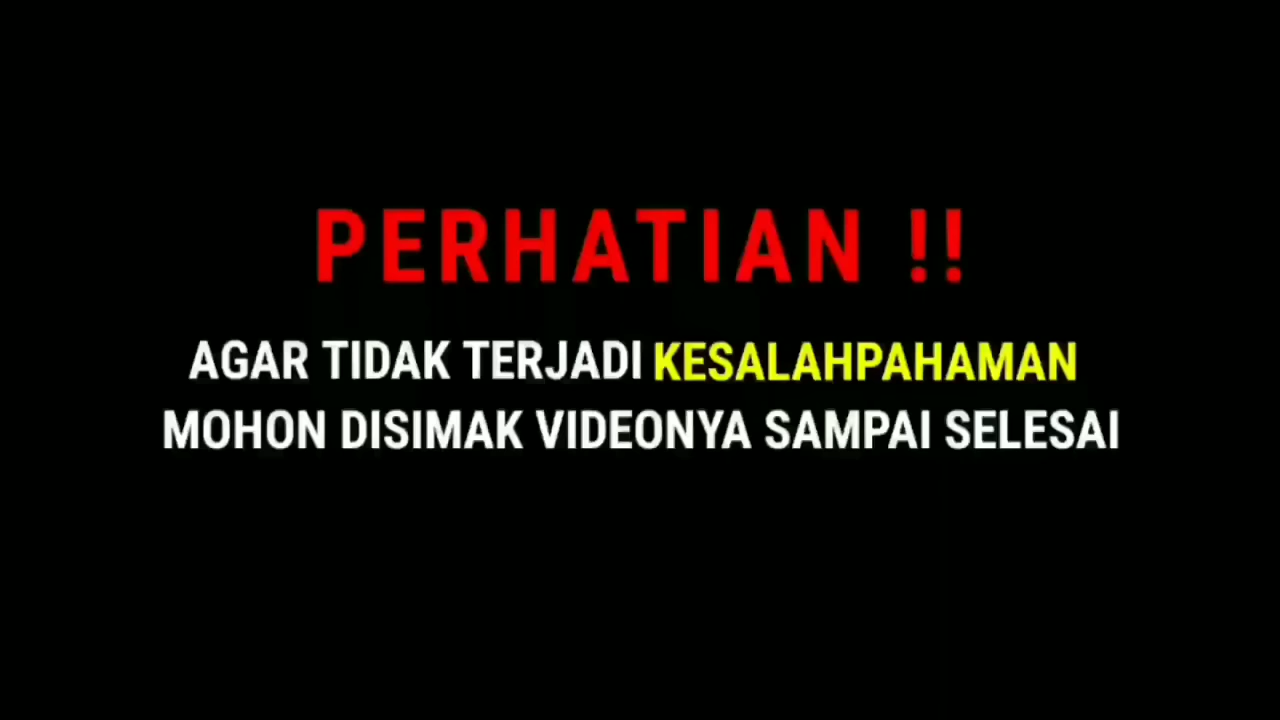 PERHATIAN !!
AGAR TIDAK TERJADI KESALAHPAHAMAN
MOHON DISIMAK VIDEONYA SAMPAI SELESAI